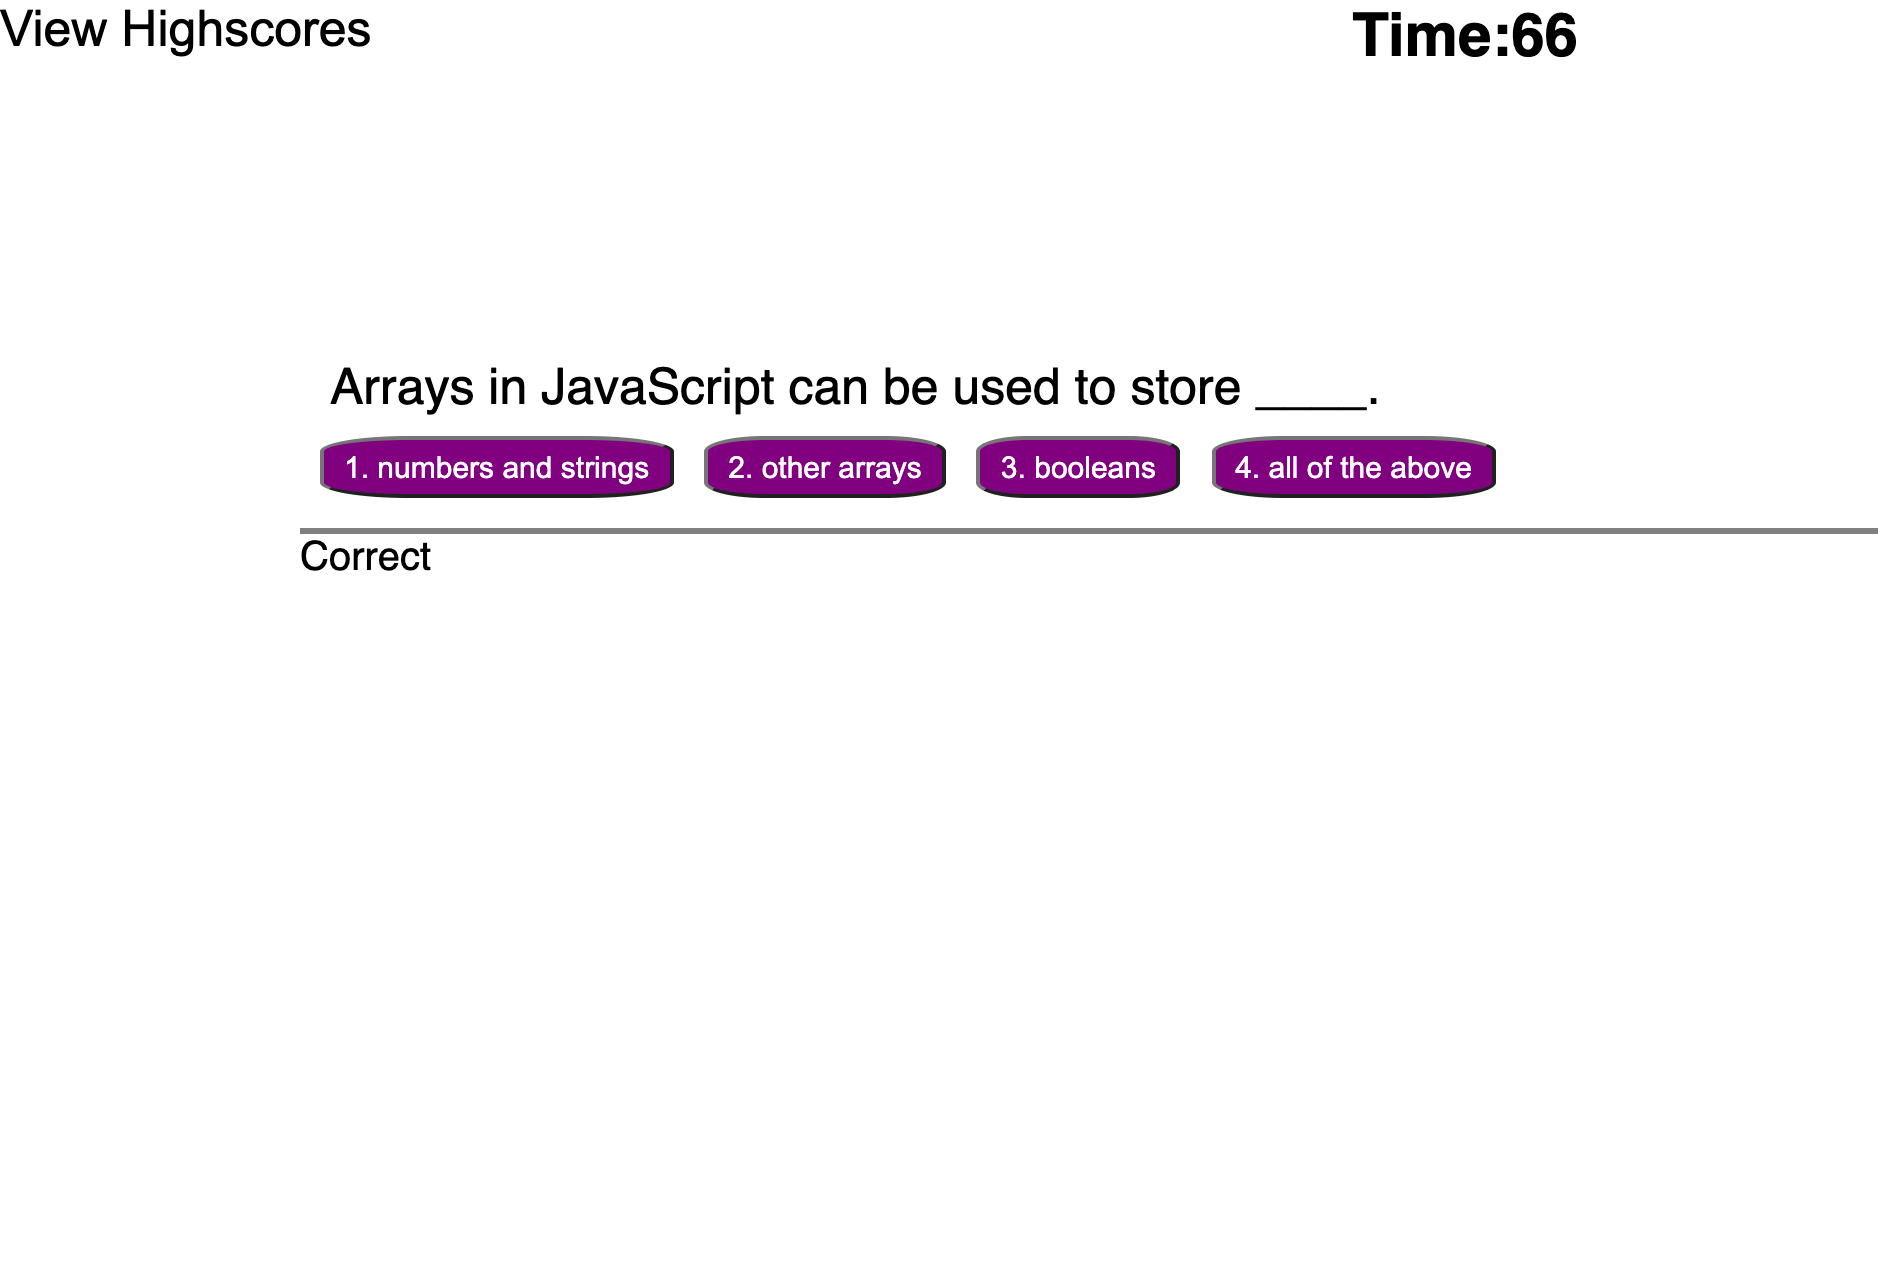 View Highscores
Time:66
Arrays in JavaScript can be used to store ____.
1. numbers and strings
2. other arrays
3. booleans
4. all of the above
Correct